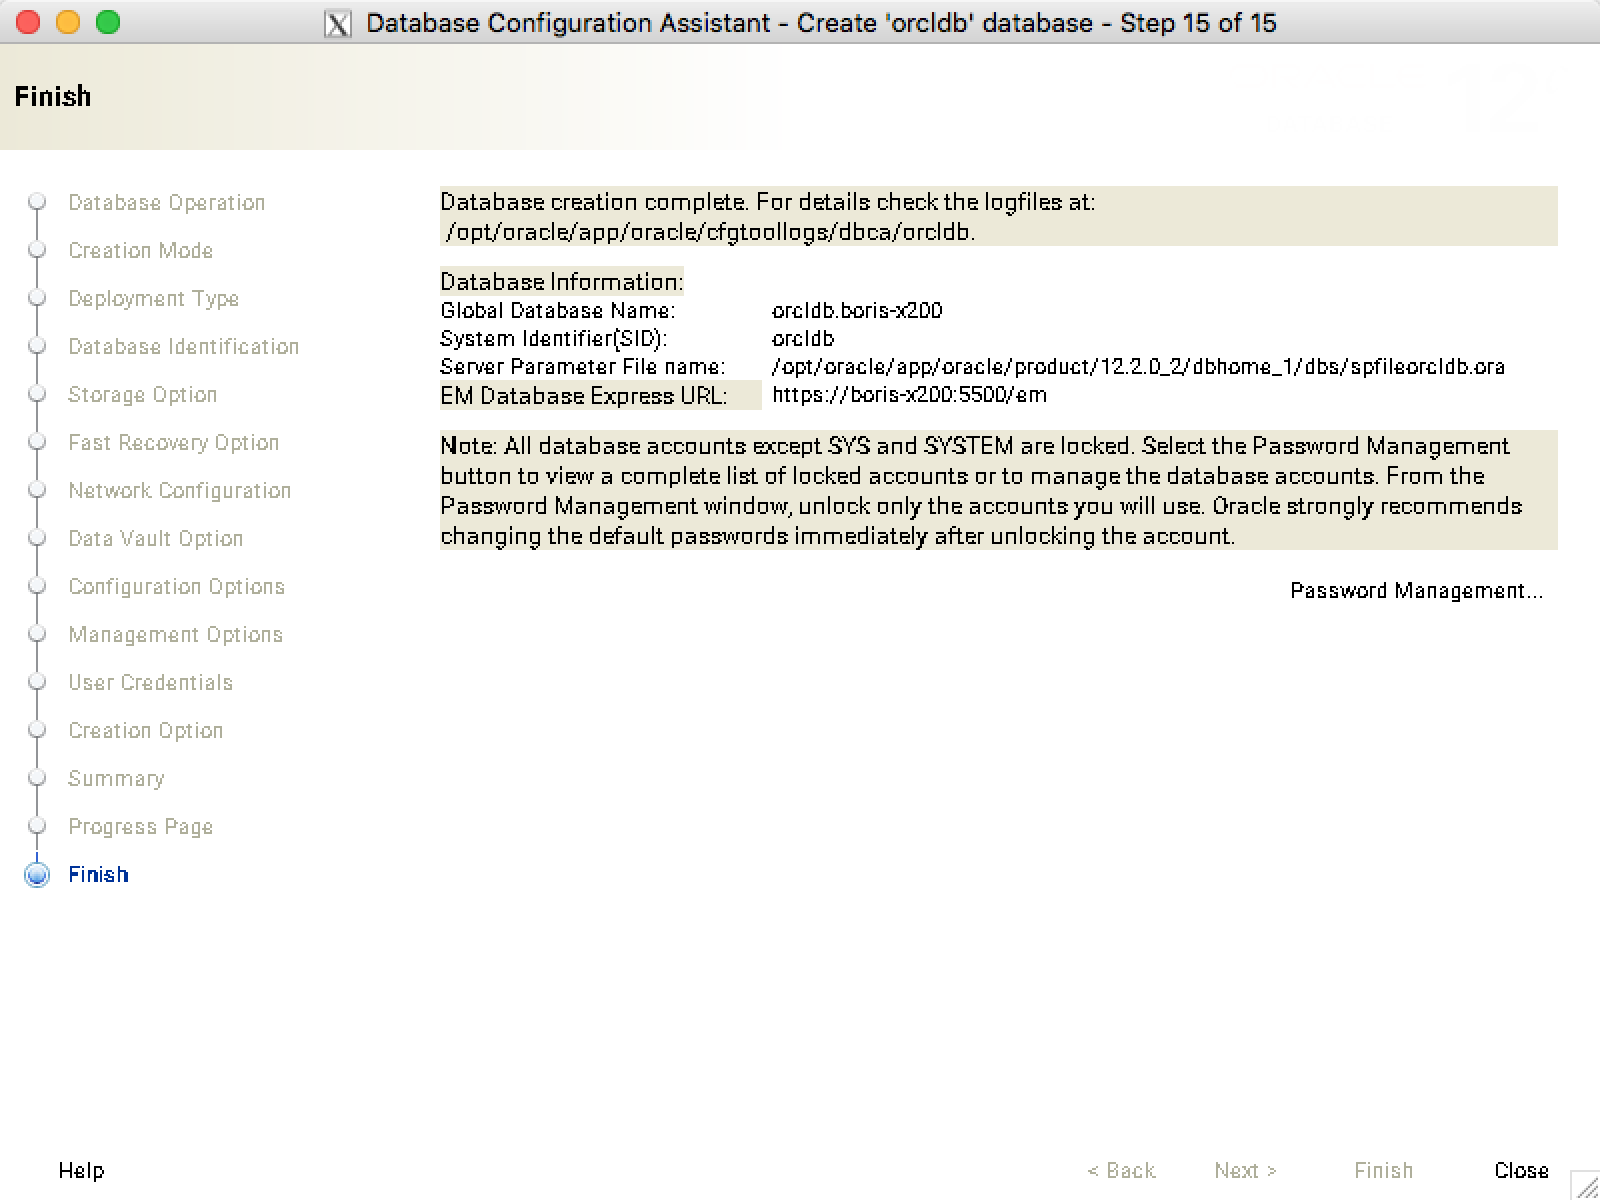 Database Configuration Assistant - Create 'orcldb' database - Step 15 of 15
Finish
Database Operation
Creation Mode
Deployment Type
Database Identification
Storage Option
Fast Recovery Option
Network Configuration
Data Vault Option
Configuration Options
Management Options
User Credentials
Creation Option
Summary
Progress Page
Finish
Database creation complete. For details check the logfiles at:
/opt/oracle/app/oracle/cfgtoollogs/dbca/orcldb.
Database Information:
Global Database Name: orcldb.boris-x200
System Identifier(SID): orcldb
Server Parameter File name: /opt/oracle/app/oracle/product/12.2.0_2/dbhome_1/dbs/spfileorcldb.ora
EM Database Express URL: https://boris-x200:5500/em
Note: All database accounts except SYS and SYSTEM are locked. Select the Password Management
button to view a complete list of locked accounts or to manage the database accounts. From the
Password Management window, unlock only the accounts you will use. Oracle strongly recommends
changing the default passwords immediately after unlocking the account.
Password Management...
Help
< Back
Next >
Finish
Close